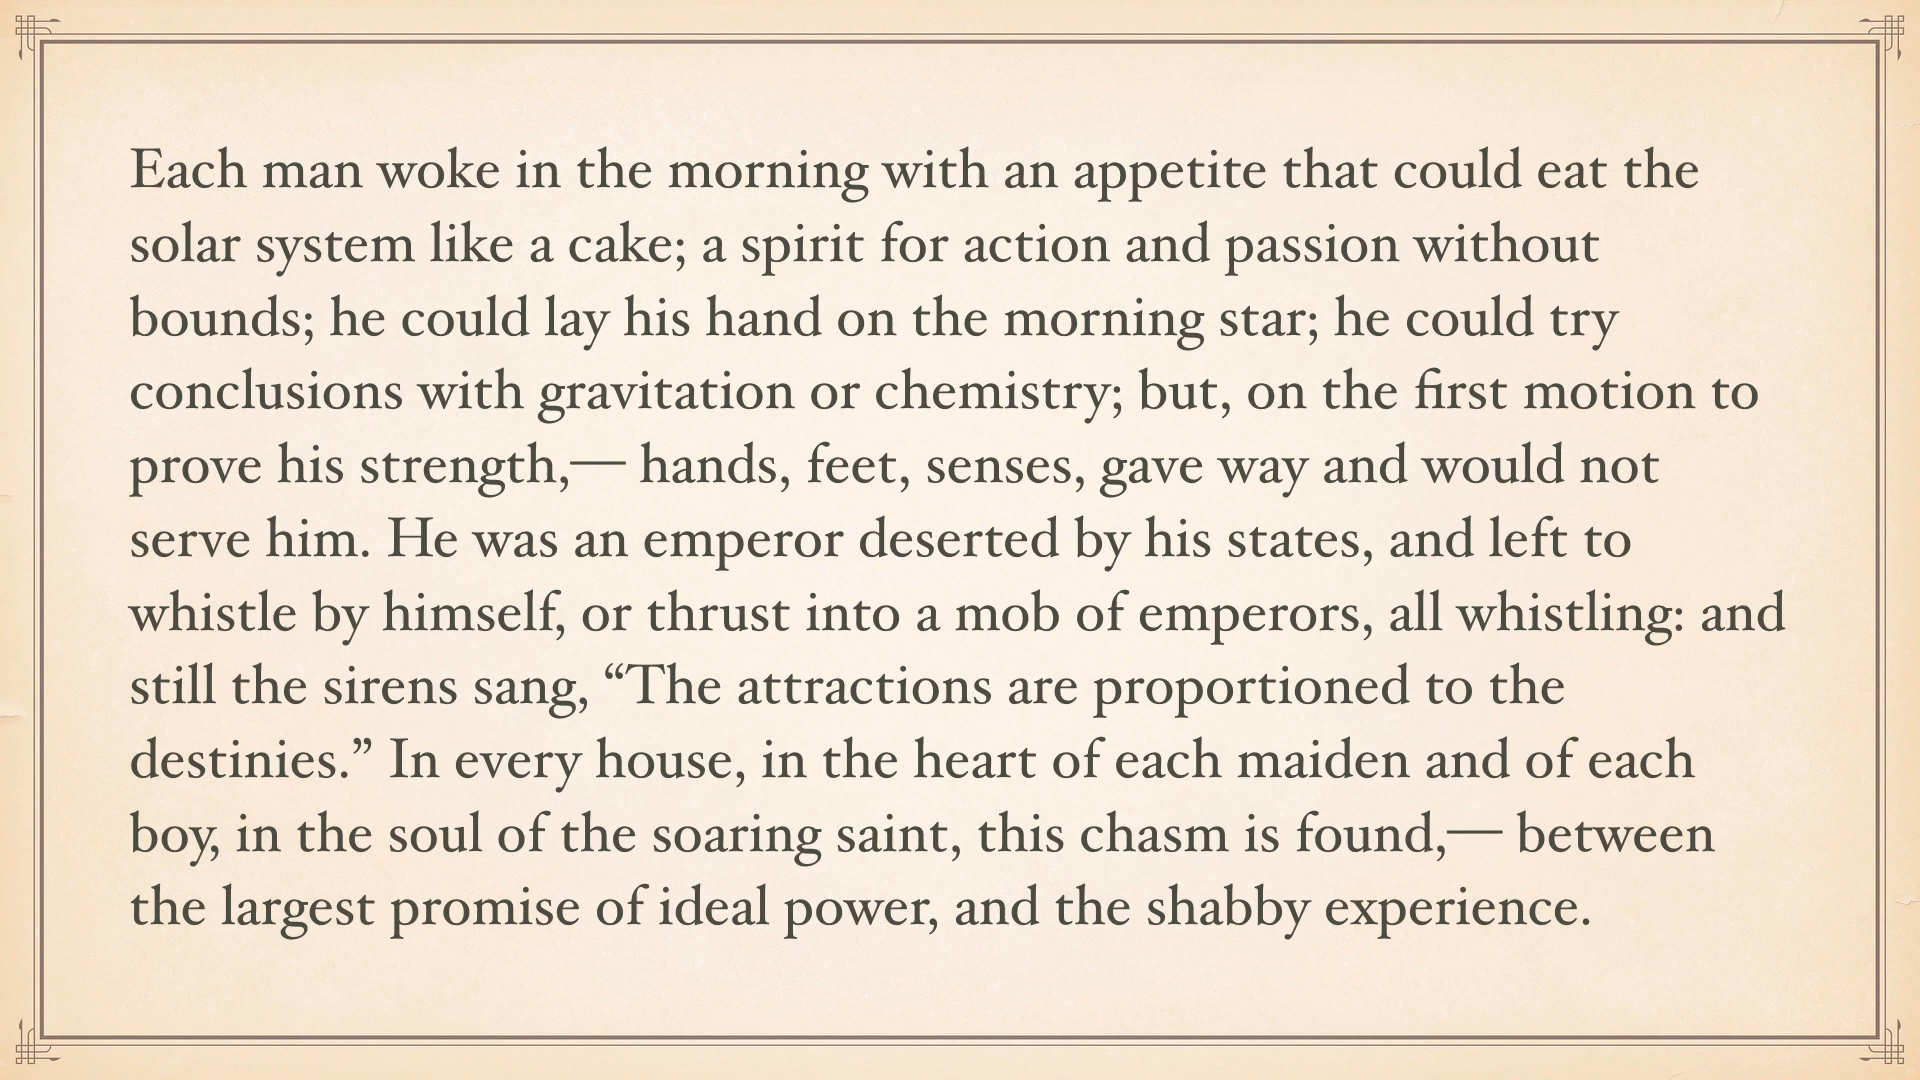 Each man woke in the morning with an appetite that could eat the
solar system like a cake; a spirit for action and passion without
bounds; he could lay his hand on the morning star; he could try
conclusions with gravitation or chemistry; but, on the first motion to
prove his strength,— hands, feet, senses, gave way and would not
serve him. He was an emperor deserted by his states, and left to
whistle by himself, or thrust into a mob of emperors, all whistling: and
still the sirens sang, “The attractions are proportioned to the
destinies.” In every house, in the heart of each maiden and of each
boy, in the soul of the soaring saint, this chasm is found,— between
the largest promise of ideal power, and the shabby experience.